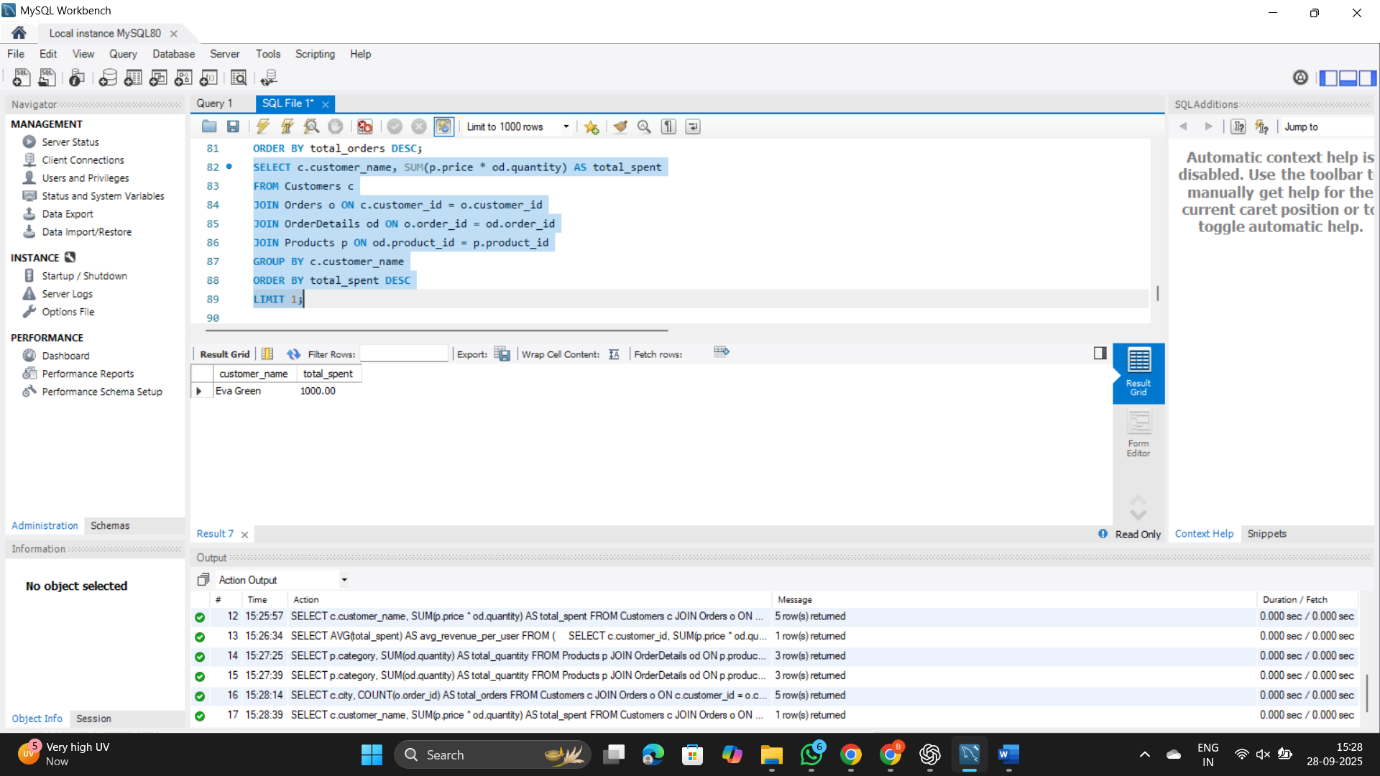 MySQL Workbench
Local instance MySQL80
File Edit View Query Database Server Tools Scripting Help
Navigator
MANAGEMENT
Server Status
Client Connections
Users and Privileges
Status and System Variables
Data Export
Data Import/Restore
INSTANCE
Startup / Shutdown
Server Logs
Options File
PERFORMANCE
Dashboard
Performance Reports
Performance Schema Setup
Administration Schemas
Information
No object selected
Object Info Session
Query 1 SQL File 1*
Limit to 1000 rows
81 ORDER BY total_orders DESC;
82 SELECT c.customer_name, SUM(p.price * od.quantity) AS total_spent
83 FROM Customers c
84 JOIN Orders o ON c.customer_id = o.customer_id
85 JOIN OrderDetails od ON o.order_id = od.order_id
86 JOIN Products p ON od.product_id = p.product_id
87 GROUP BY c.customer_name
88 ORDER BY total_spent DESC
89 LIMIT 1;
90
Result Grid Filter Rows: Export: Wrap Cell Content: Fetch rows:
customer_name total_spent
Eva Green 1000.00
Result Grid
Form Editor
Result 7
Read Only
SQLAdditions
Jump to
Automatic context help is
disabled. Use the toolbar t
manually get help for the
current caret position or to
toggle automatic help.
Context Help Snippets
Output
Action Output
# Time Action Message Duration / Fetch
12 15:25:57 SELECT c.customer_name, SUM(p.price * od.quantity) AS total_spent FROM Customers c JOIN Orders o ON ... 5 row(s) returned 0.000 sec / 0.000 sec
13 15:26:34 SELECT AVG(total_spent) AS avg_revenue_per_user FROM ( SELECT c.customer_id, SUM(p.price * od.qu... 1 row(s) returned 0.000 sec / 0.000 sec
14 15:27:25 SELECT p.category, SUM(od.quantity) AS total_quantity FROM Products p JOIN OrderDetails od ON p.produc... 3 row(s) returned 0.000 sec / 0.000 sec
15 15:27:39 SELECT p.category, SUM(od.quantity) AS total_quantity FROM Products p JOIN OrderDetails od ON p.produc... 3 row(s) returned 0.000 sec / 0.000 sec
16 15:28:14 SELECT c.city, COUNT(o.order_id) AS total_orders FROM Customers c JOIN Orders o ON c.customer_id = o.c... 5 row(s) returned 0.000 sec / 0.000 sec
17 15:28:39 SELECT c.customer_name, SUM(p.price * od.quantity) AS total_spent FROM Customers c JOIN Orders o ON ... 1 row(s) returned 0.000 sec / 0.000 sec
UV 5 Very high UV
Now
Search
6
8
ENG
IN
15:28
28-09-2025